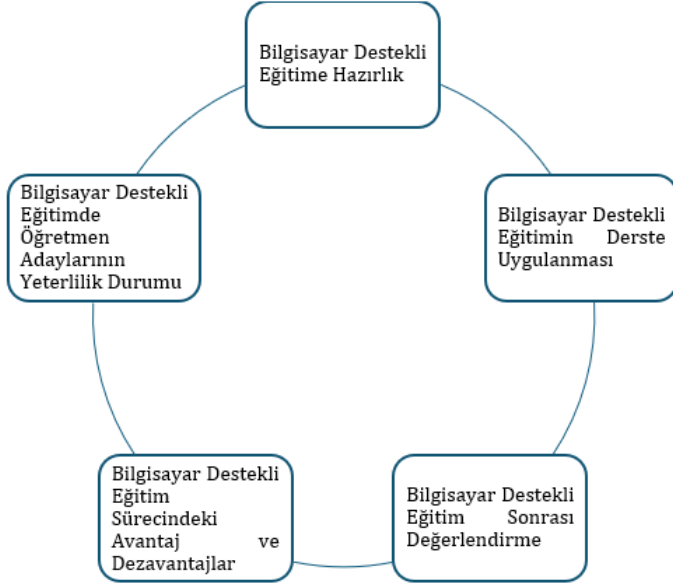 Bilgisayar Destekli
Eğitime Hazırlık
Bilgisayar Destekli
Eğitimin Derste
Uygulanması
Bilgisayar Destekli
Eğitim Sonrası
Değerlendirme
Bilgisayar Destekli
Eğitim
Sürecindeki
Avantaj ve
Dezavantajlar
Bilgisayar Destekli
Eğitimde
Öğretmen
Adaylarının
Yeterlilik Durumu